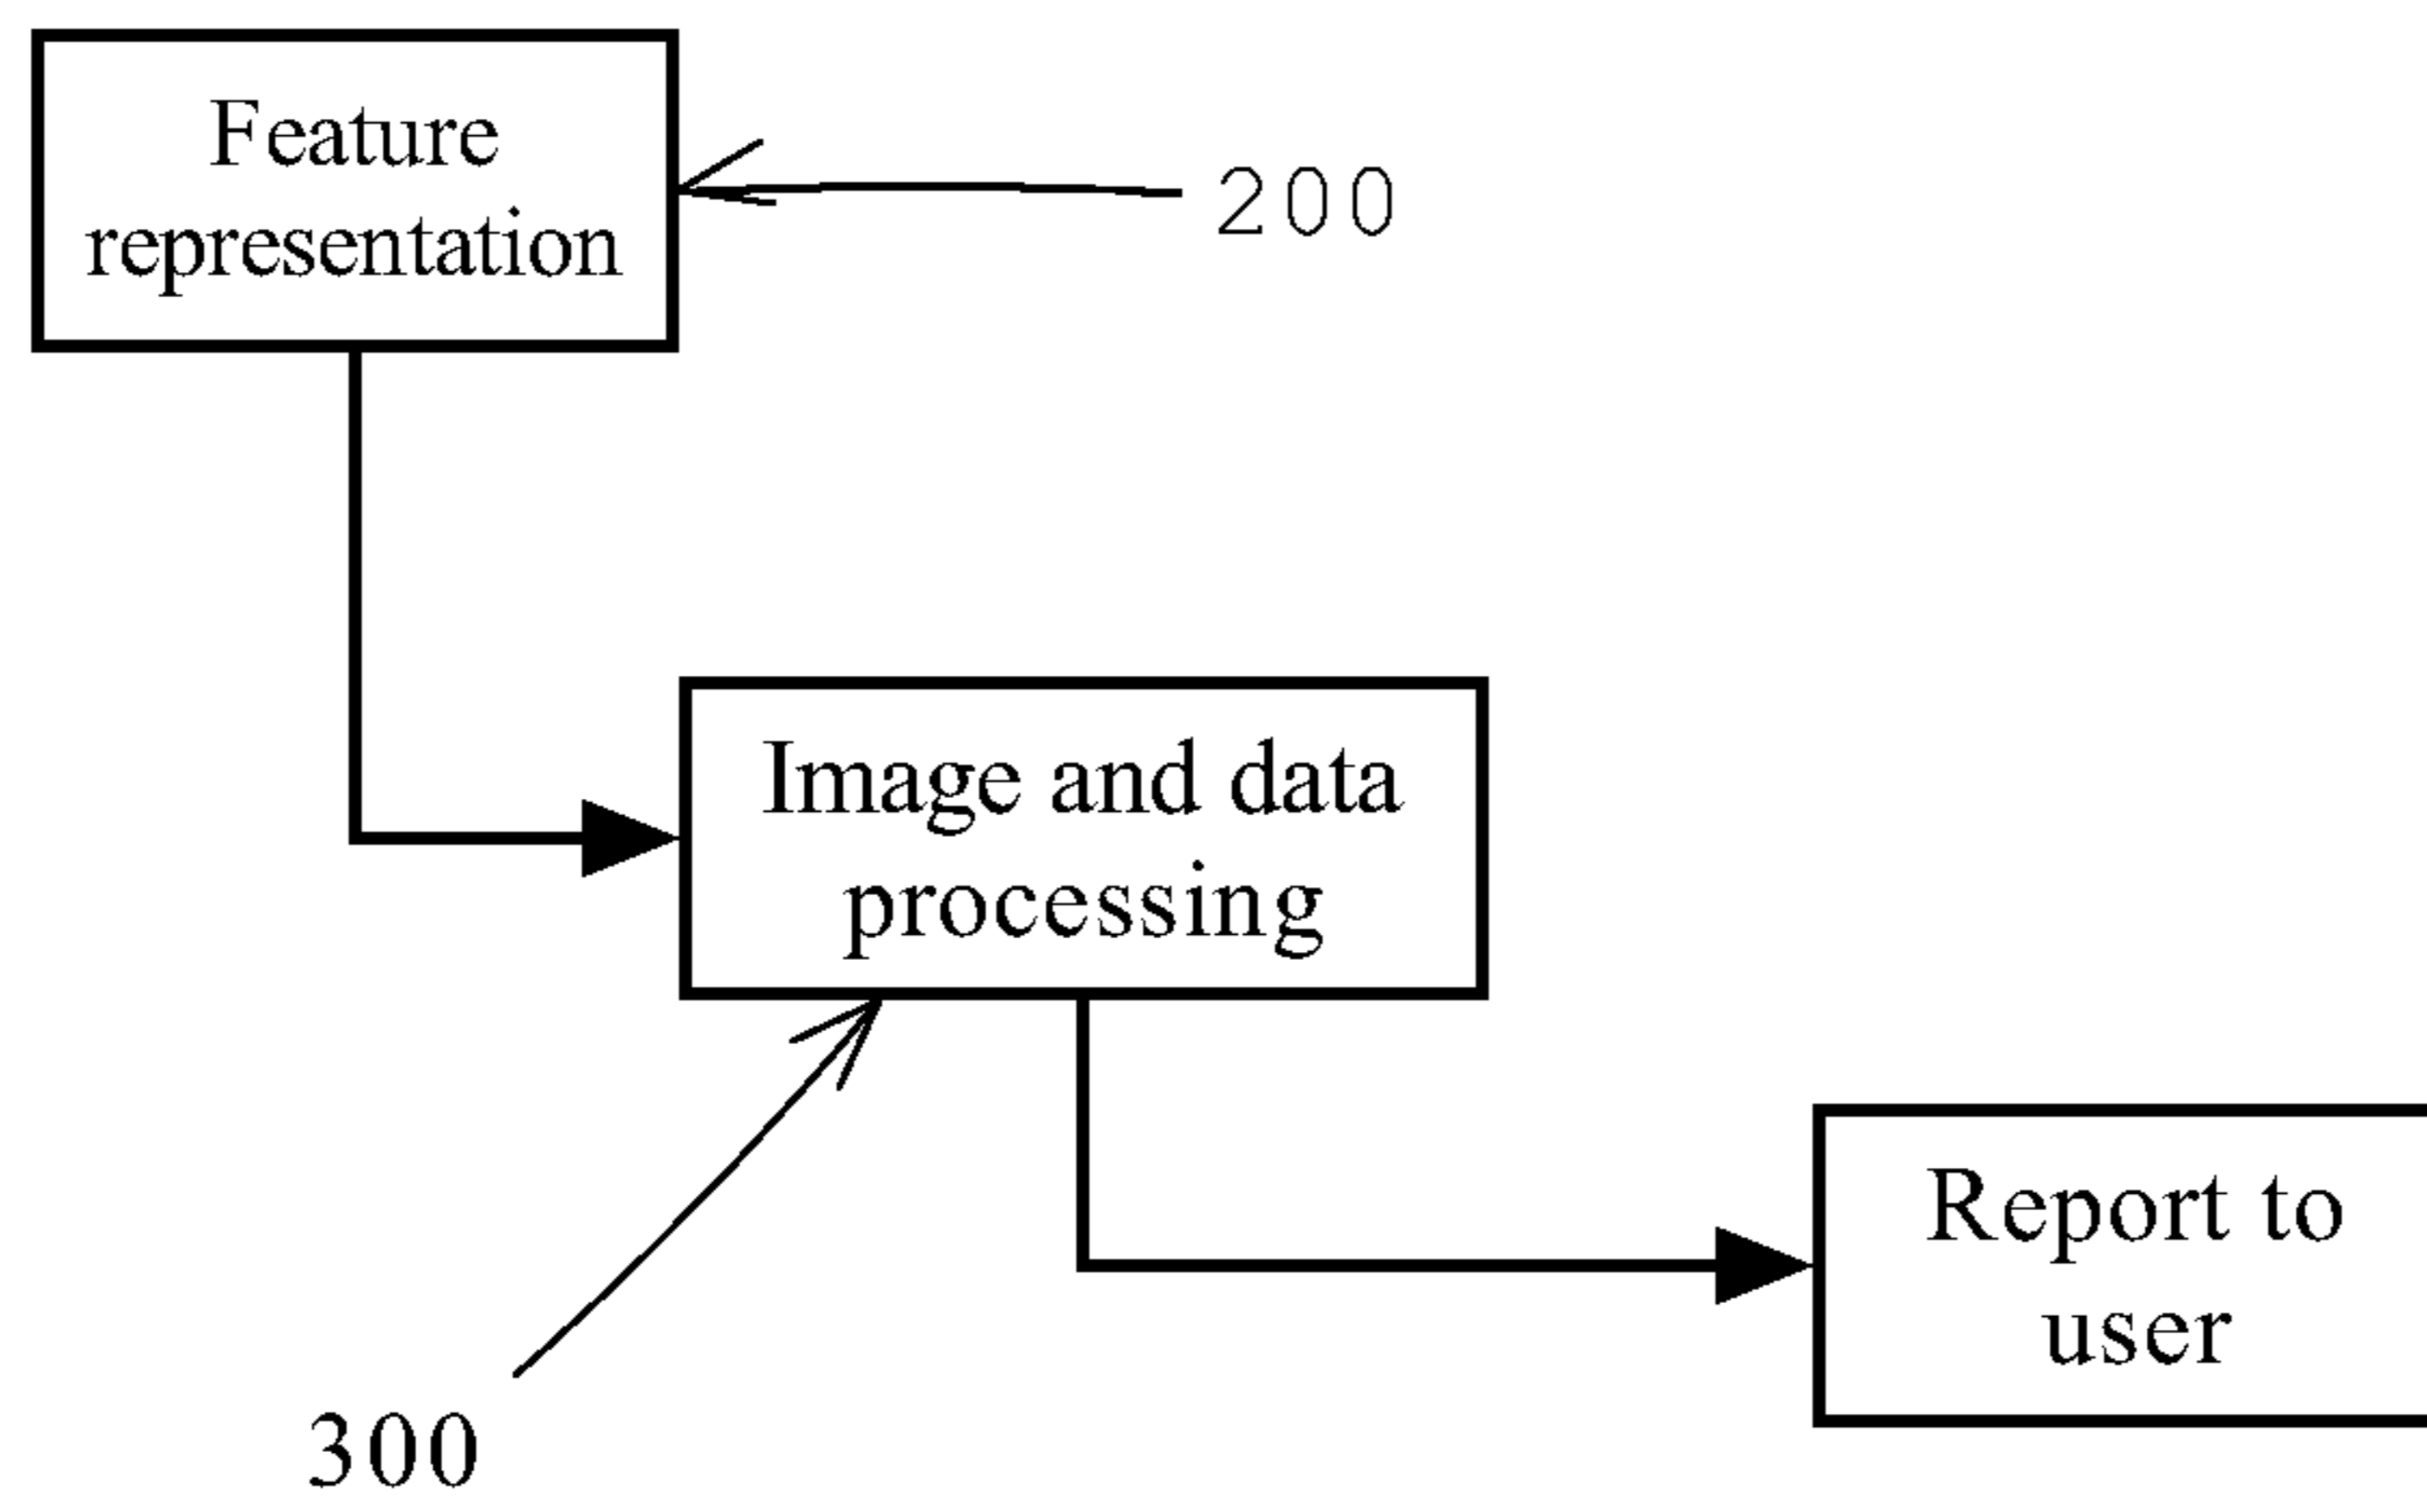 Feature
representation
200
Image and data
processing
Report to
user
300